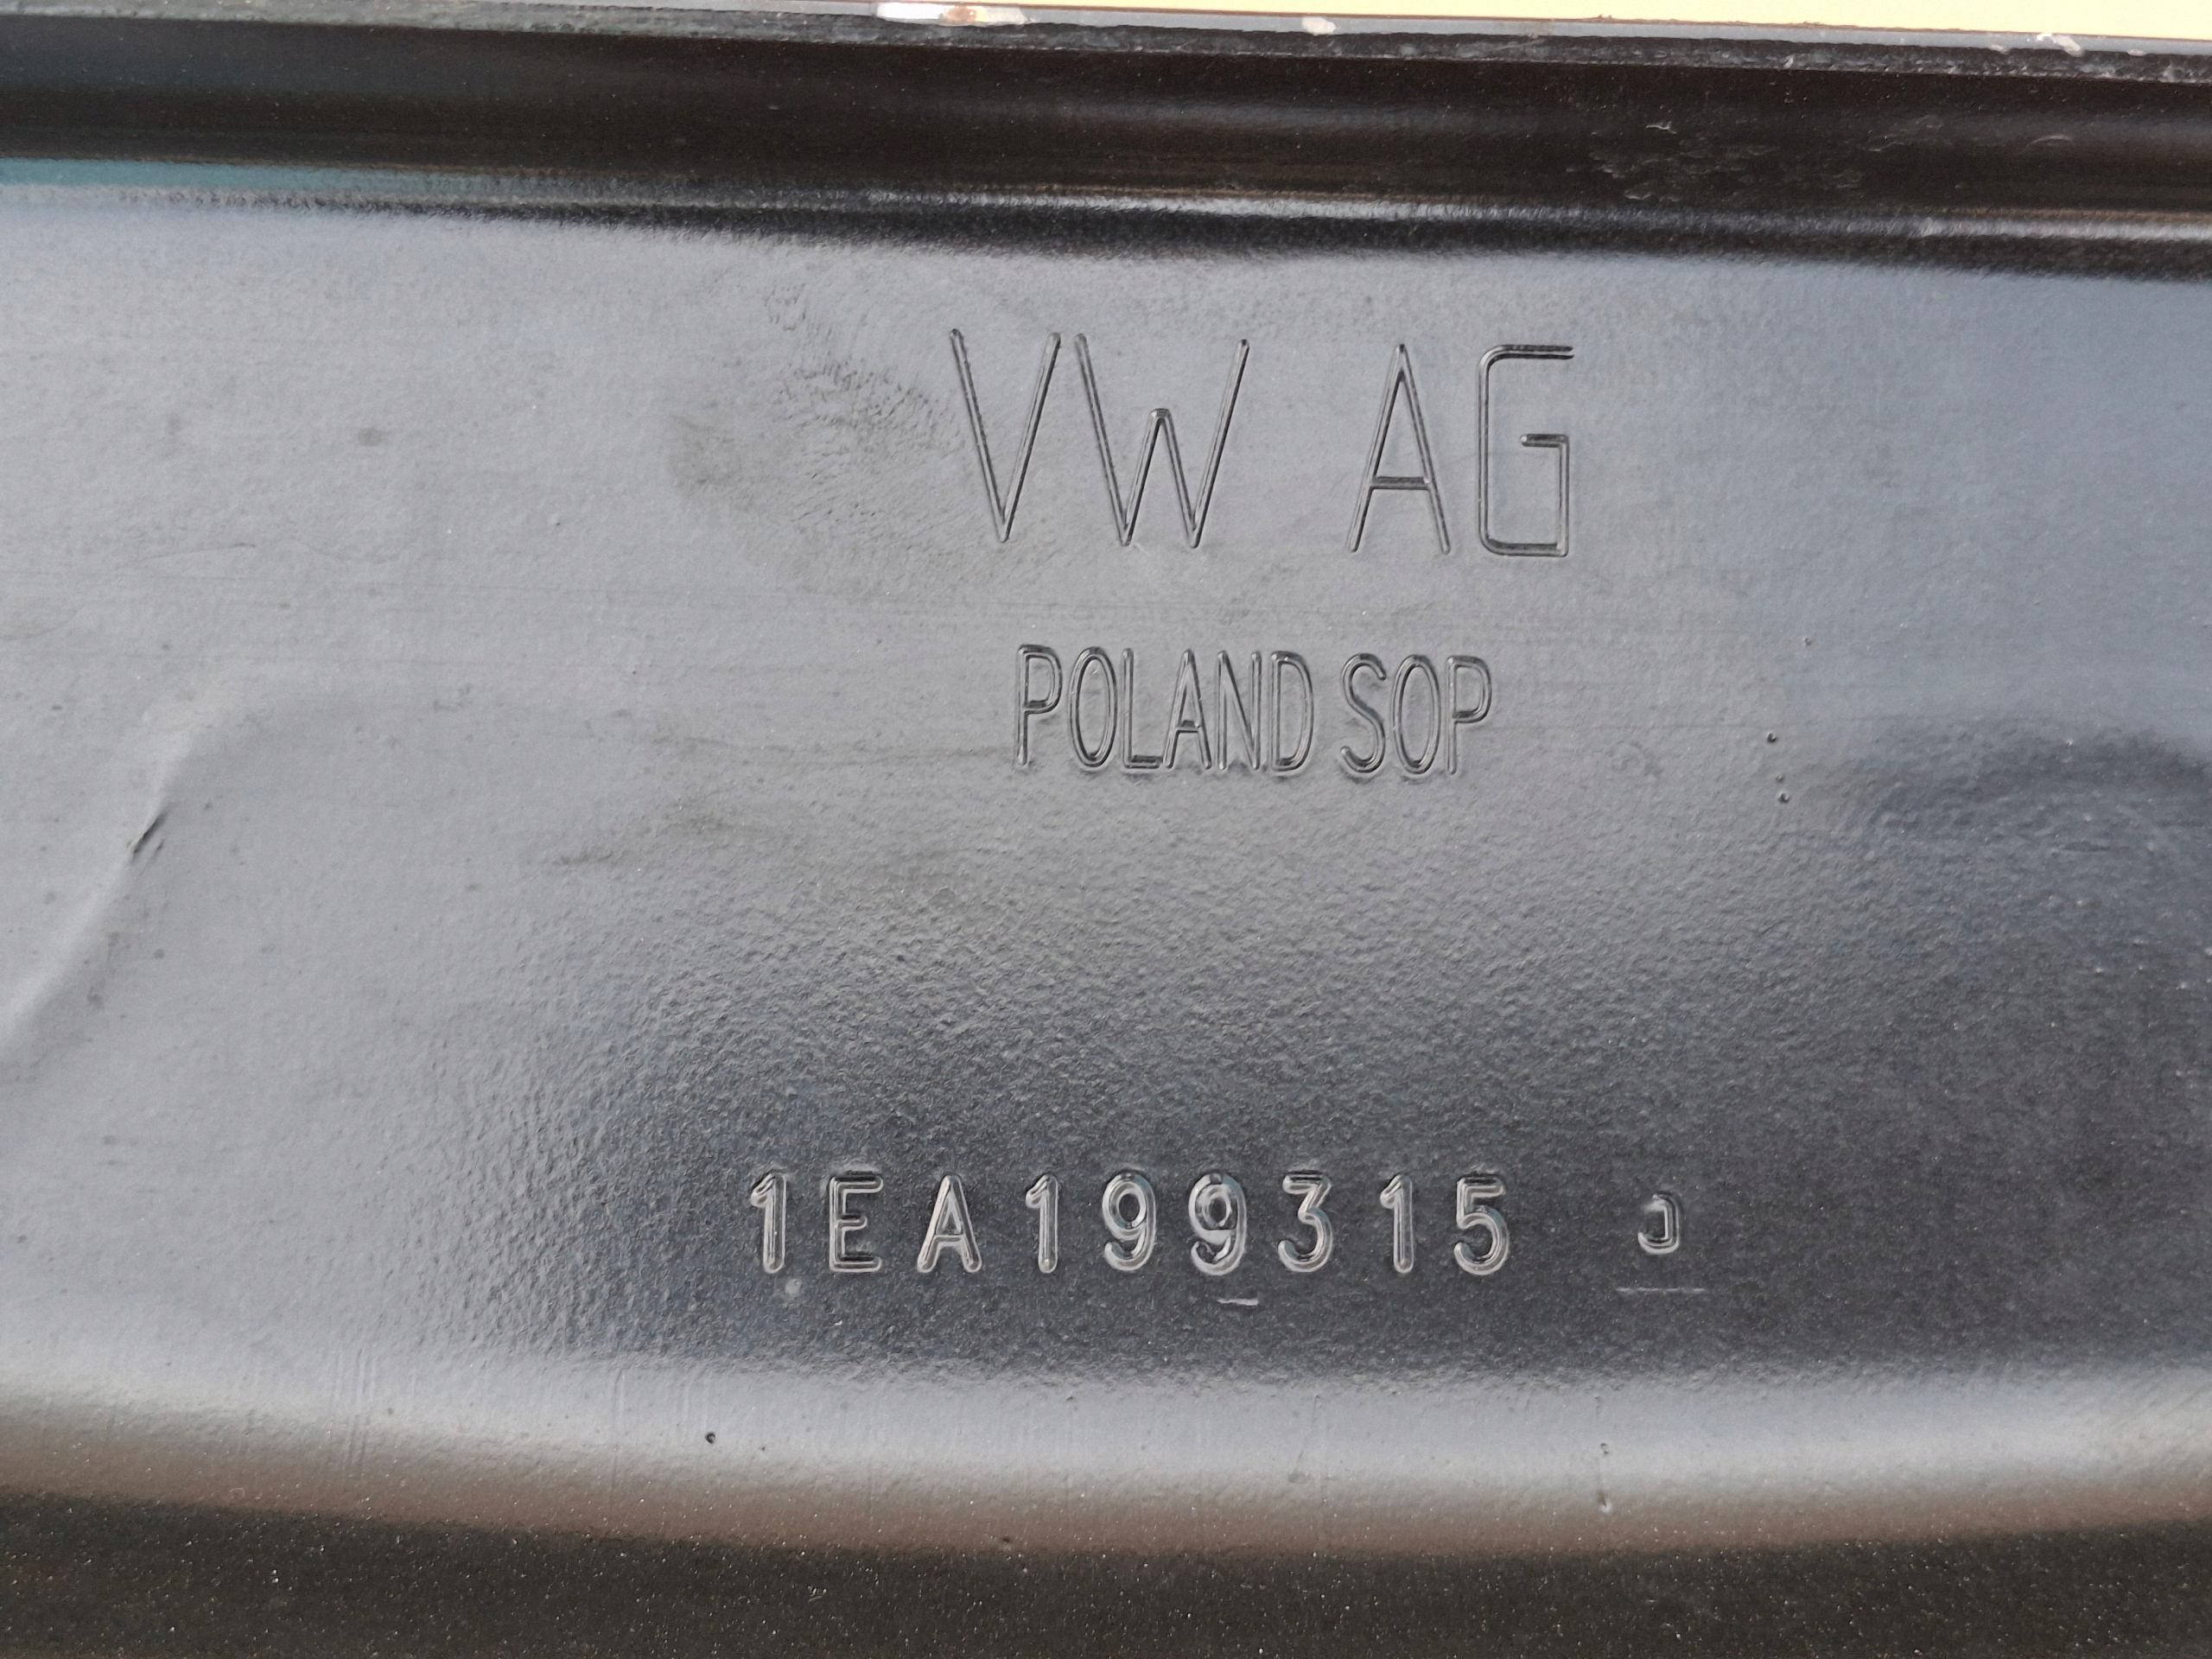 VW AG
POLAND SOP
1EA199315 J